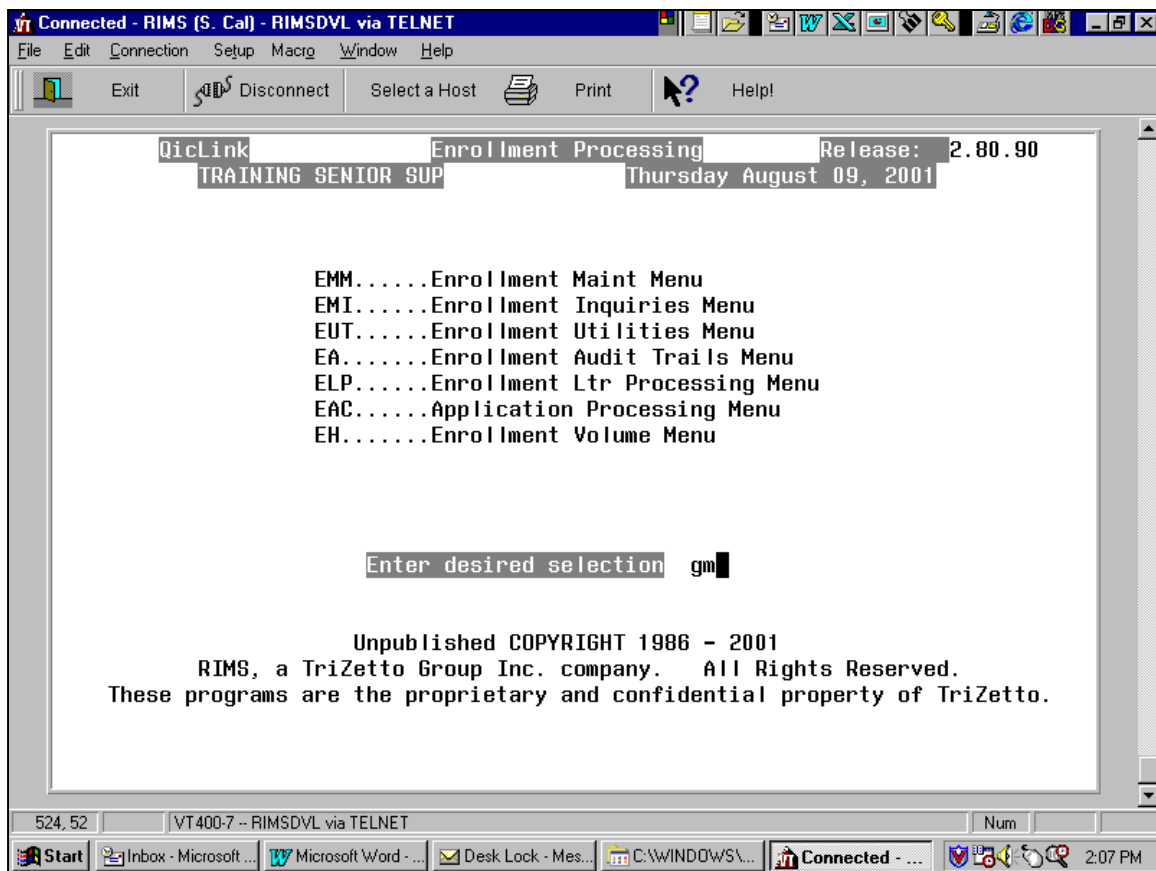 Connected - RIMS (S. Cal) - RIMSDVL via TELNET
File Edit Connection Setup Macro Window Help
Exit Disconnect Select a Host Print Help!
QicLink Enrollment Processing Release: 2.80.90
TRAINING SENIOR SUP Thursday August 09, 2001
EMM......Enrollment Maint Menu
EMI......Enrollment Inquiries Menu
EUT......Enrollment Utilities Menu
EA.......Enrollment Audit Trails Menu
ELP......Enrollment Ltr Processing Menu
EAC......Application Processing Menu
EH.......Enrollment Volume Menu
Enter desired selection gm
Unpublished COPYRIGHT 1986 - 2001
RIMS, a TriZetto Group Inc. company. All Rights Reserved.
These programs are the proprietary and confidential property of TriZetto.
524, 52 VT400-7 -- RIMSDVL via TELNET Num
Start Inbox - Microsoft ... Microsoft Word - ... Desk Lock - Mes... C:\WINDOWS\... Connected - ... 2:07 PM